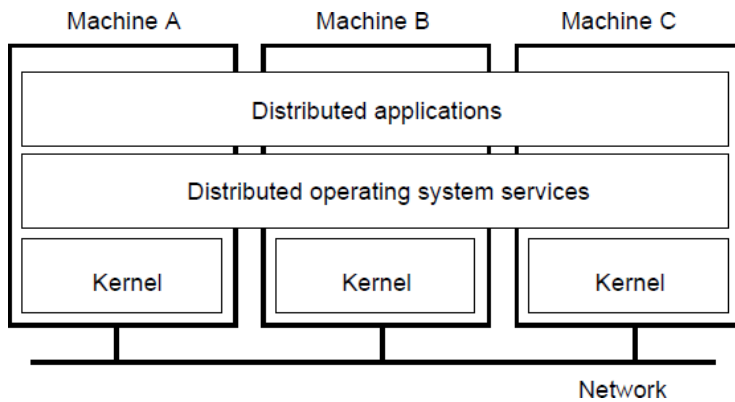 Machine A Machine B Machine C
Distributed applications
Distributed operating system services
Kernel Kernel Kernel
Network